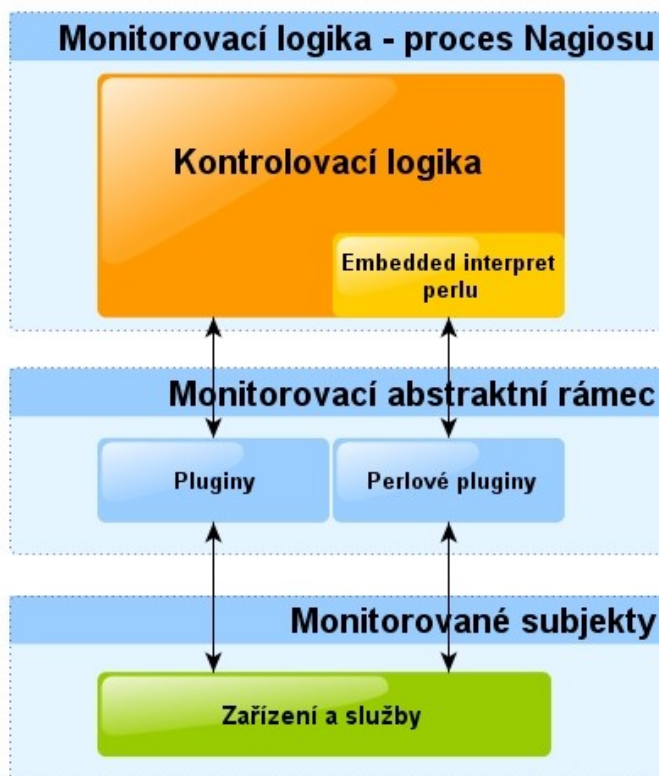 Monitorovací logika - proces Nagiosu
Kontrolovací logika
Embedded interpret
perlu
Monitorovací abstraktní rámec
Pluginy
Perlové pluginy
Monitorované subjekty
Zařízení a služby